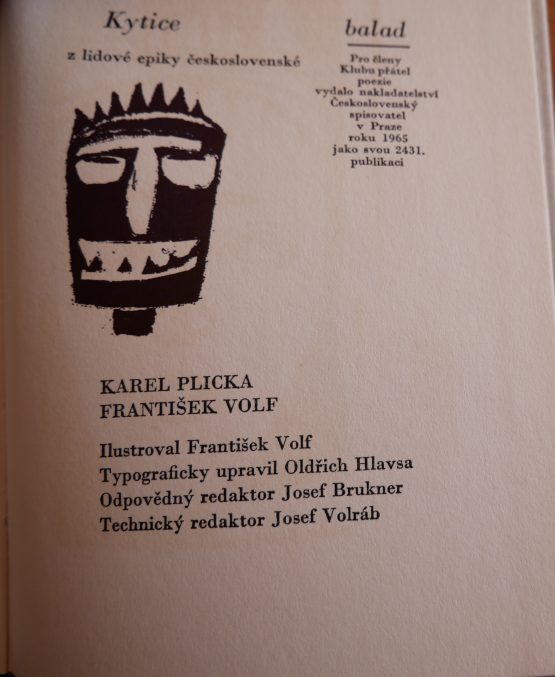 Kytice
z lidové epiky československé
balad
Pro členy
Klubu přátel
poezie
vydalo nakladatelství
Československý
spisovatel
v Praze
roku 1965
jako svou 2431.
publikaci
KAREL PLICKA
FRANTIŠEK VOLF
Ilustroval František Volf
Typograficky upravil Oldřich Hlavsa
Odpovědný redaktor Josef Brukner
Technický redaktor Josef Volráb